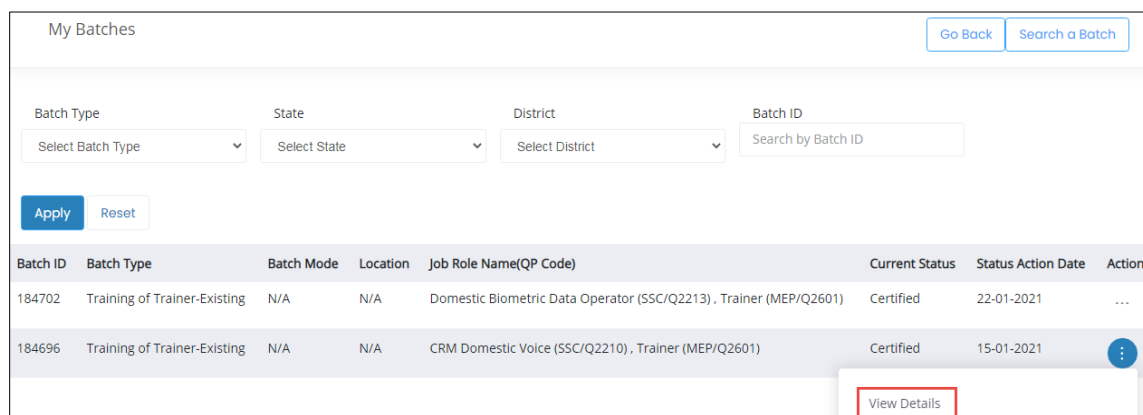 My Batches
Go Back Search a Batch
Batch Type State District Batch ID
Select Batch Type Select State Select District Search by Batch ID
Apply Reset
Batch ID Batch Type Batch Mode Location Job Role Name(QP Code) Current Status Status Action Date Action
184702 Training of Trainer-Existing N/A N/A Domestic Biometric Data Operator (SSC/Q2213) , Trainer (MEP/Q2601) Certified 22-01-2021 ...
184696 Training of Trainer-Existing N/A N/A CRM Domestic Voice (SSC/Q2210) , Trainer (MEP/Q2601) Certified 15-01-2021
View Details